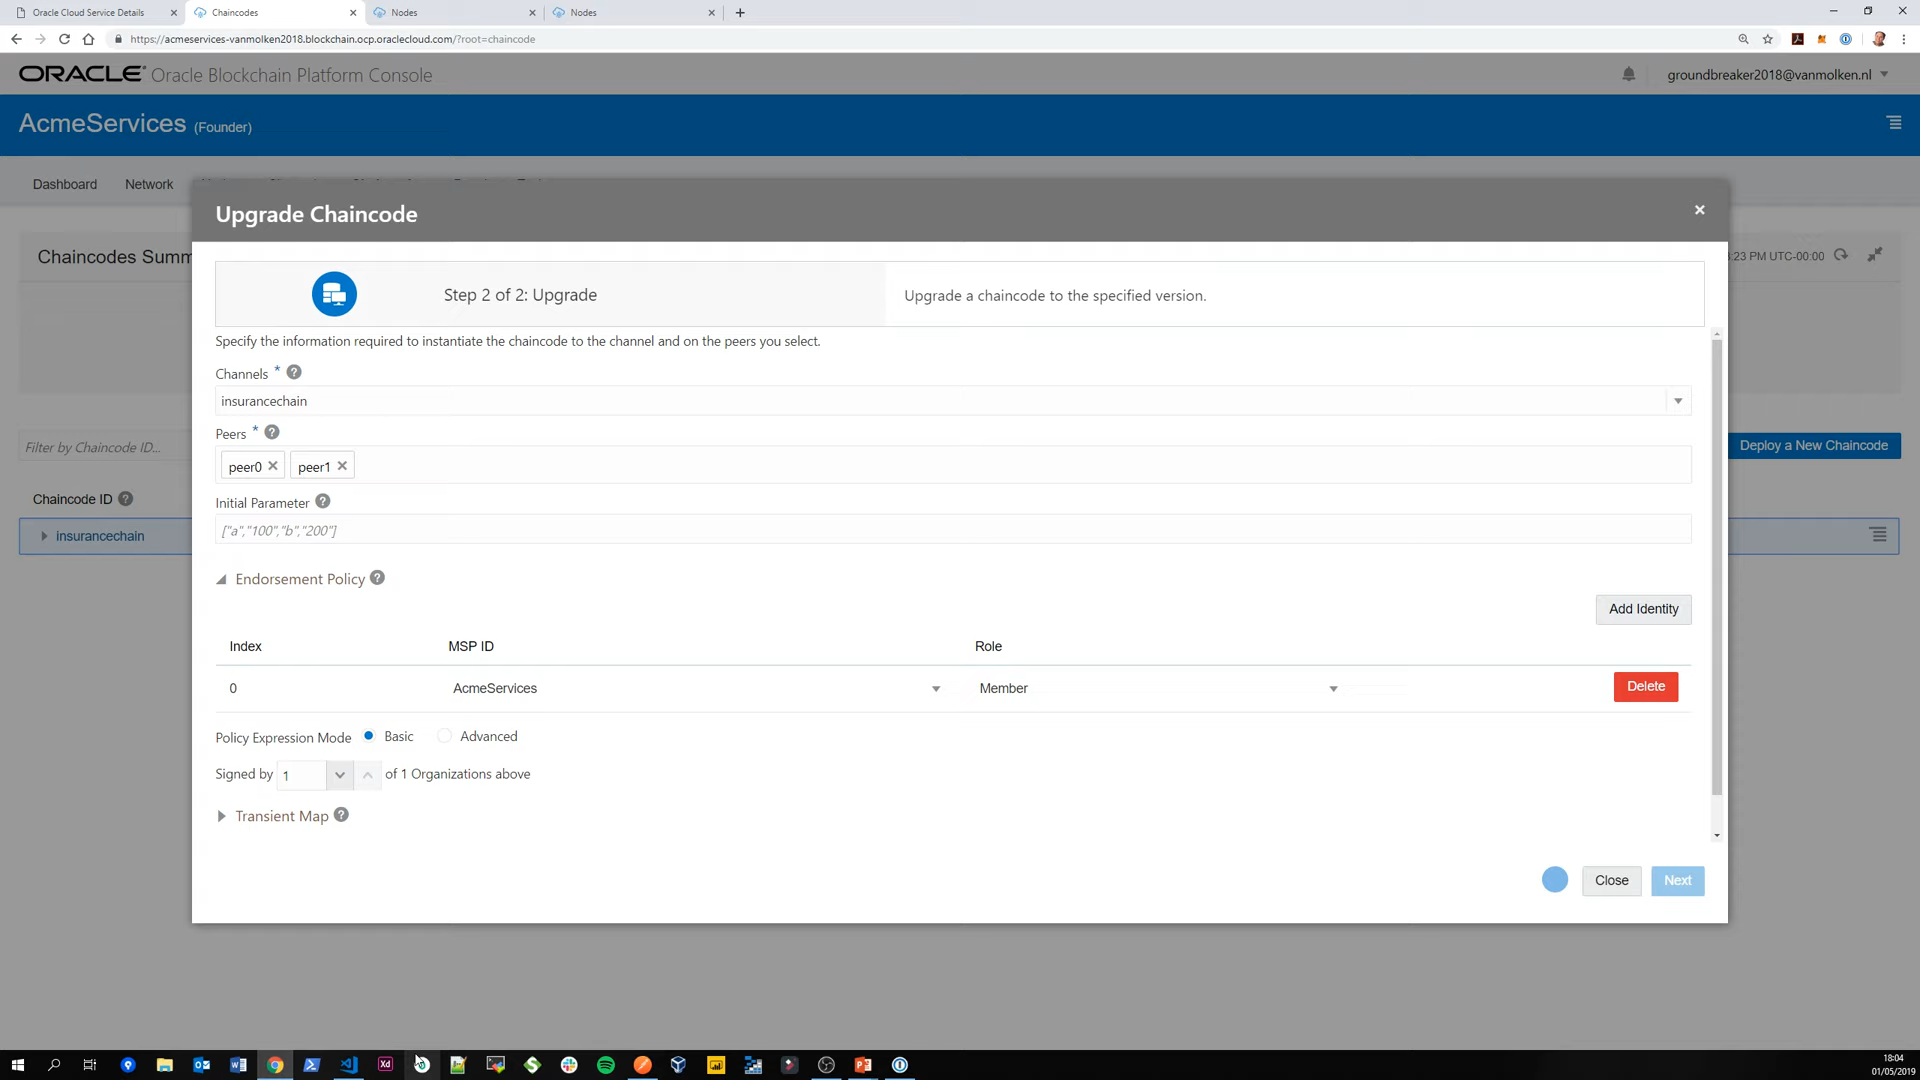 Oracle Cloud Service Details
Chaincodes
Nodes
Nodes
https://acmeservices-vanmolken2018.blockchain.ocp.oraclecloud.com/?root=chaincode
ORACLE Oracle Blockchain Platform Console
groundbreaker2018@vanmolken.nl
AcmeServices (Founder)
Dashboard Network
Upgrade Chaincode
Chaincodes Summ
:23 PM UTC-00:00
Step 2 of 2: Upgrade
Upgrade a chaincode to the specified version.
Specify the information required to instantiate the chaincode to the channel and on the peers you select.
Channels *
insurancechain
Peers *
Filter by Chaincode ID...
Deploy a New Chaincode
peer0 peer1
Chaincode ID
Initial Parameter
["a","100","b","200"]
insurancechain
Endorsement Policy
Add Identity
Index MSP ID Role
0 AcmeServices Member Delete
Policy Expression Mode Basic Advanced
Signed by 1 of 1 Organizations above
Transient Map
Close Next
18:04
01/05/2019